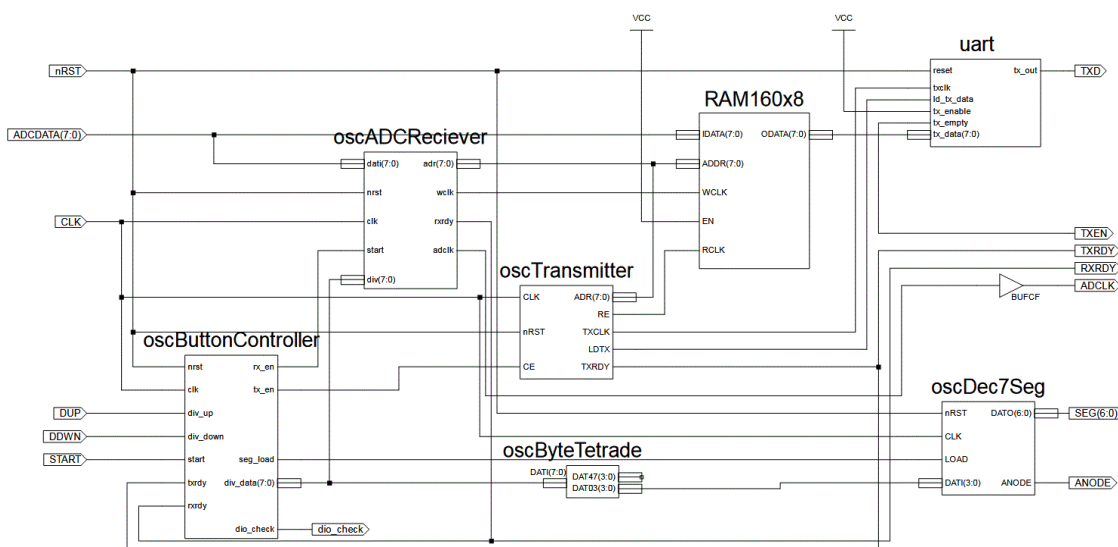 VCC
VCC
uart
nRST
reset
tx_out
TXD
txclk
ld_tx_data
tx_enable
tx_empty
tx_data(7:0)
RAM160x8
IDATA(7:0)
ODATA(7:0)
ADDR(7:0)
WCLK
EN
RCLK
ADCDATA(7:0)
oscADCReciever
dati(7:0)
adr(7:0)
nrst
wclk
clk
rxrdy
start
adclk
div(7:0)
CLK
TXEN
TXRDY
RXRDY
ADCLK
BUFCF
oscTransmitter
CLK
ADR(7:0)
RE
nRST
TXCLK
LDTX
CE
TXRDY
oscButtonController
nrst
rx_en
clk
tx_en
DUP
div_up
DDWN
div_down
START
start
seg_load
txrdy
div_data(7:0)
rxrdy
dio_check
dio_check
oscByteTetrade
DATI(7:0)
DAT47(3:0)
DAT03(3:0)
oscDec7Seg
nRST
DATO(6:0)
SEG(6:0)
CLK
LOAD
DATI(3:0)
ANODE
ANODE